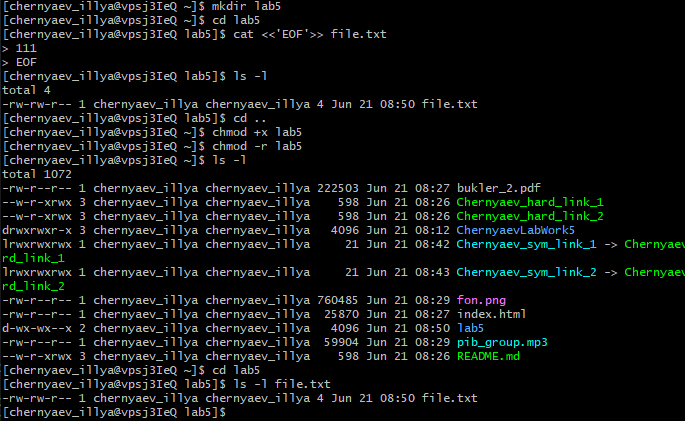 [chernyaev_illya@vpsj3IeQ ~]$ mkdir lab5
[chernyaev_illya@vpsj3IeQ ~]$ cd lab5
[chernyaev_illya@vpsj3IeQ lab5]$ cat <<'EOF'>> file.txt
> 111
> EOF
[chernyaev_illya@vpsj3IeQ lab5]$ ls -l
total 4
-rw-rw-r-- 1 chernyaev_illya chernyaev_illya 4 Jun 21 08:50 file.txt
[chernyaev_illya@vpsj3IeQ lab5]$ cd ..
[chernyaev_illya@vpsj3IeQ ~]$ chmod +x lab5
[chernyaev_illya@vpsj3IeQ ~]$ chmod -r lab5
[chernyaev_illya@vpsj3IeQ ~]$ ls -l
total 1072
-rw-r--r-- 1 chernyaev_illya chernyaev_illya 222503 Jun 21 08:27 bukler_2.pdf
--w-r-xrwx 3 chernyaev_illya chernyaev_illya    598 Jun 21 08:26 Chernyaev_hard_link_1
--w-r-xrwx 3 chernyaev_illya chernyaev_illya    598 Jun 21 08:26 Chernyaev_hard_link_2
drwxrwxr-x 3 chernyaev_illya chernyaev_illya   4096 Jun 21 08:12 ChernyaevLabWork5
lrwxrwxrwx 1 chernyaev_illya chernyaev_illya     21 Jun 21 08:42 Chernyaev_sym_link_1 -> Chernyaev
rd_link_1
lrwxrwxrwx 1 chernyaev_illya chernyaev_illya     21 Jun 21 08:43 Chernyaev_sym_link_2 -> Chernyaev
rd_link_2
-rw-r--r-- 1 chernyaev_illya chernyaev_illya 760485 Jun 21 08:29 fon.png
-rw-r--r-- 1 chernyaev_illya chernyaev_illya  25870 Jun 21 08:27 index.html
d-wx-wx--x 2 chernyaev_illya chernyaev_illya   4096 Jun 21 08:50 lab5
-rw-r--r-- 1 chernyaev_illya chernyaev_illya  59904 Jun 21 08:29 pib_group.mp3
--w-r-xrwx 3 chernyaev_illya chernyaev_illya    598 Jun 21 08:26 README.md
[chernyaev_illya@vpsj3IeQ ~]$ cd lab5
[chernyaev_illya@vpsj3IeQ lab5]$ ls -l file.txt
-rw-rw-r-- 1 chernyaev_illya chernyaev_illya 4 Jun 21 08:50 file.txt
[chernyaev_illya@vpsj3IeQ lab5]$